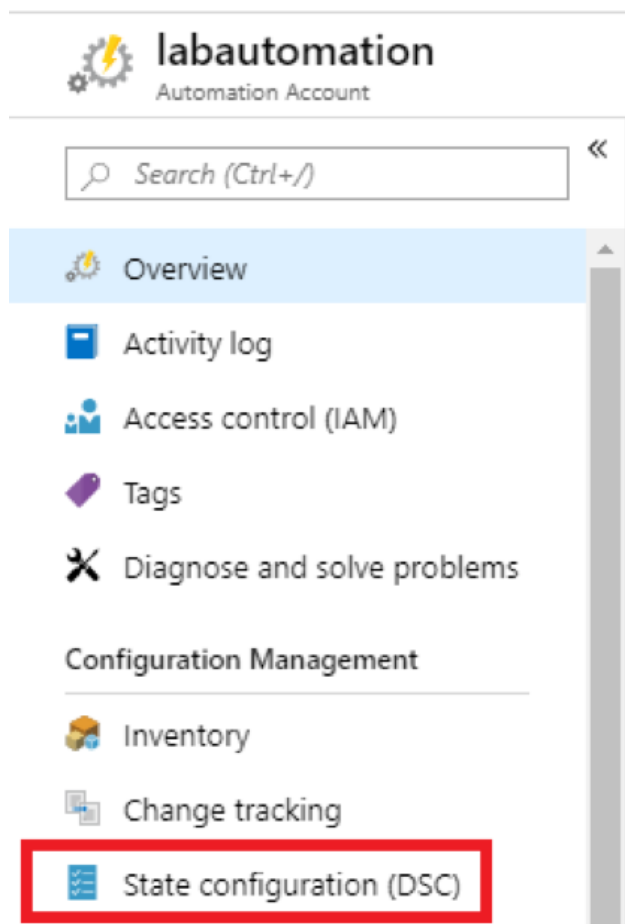 labautomation
Automation Account
Search (Ctrl+/)
«
Overview
Activity log
Access control (IAM)
Tags
Diagnose and solve problems
Configuration Management
Inventory
Change tracking
State configuration (DSC)